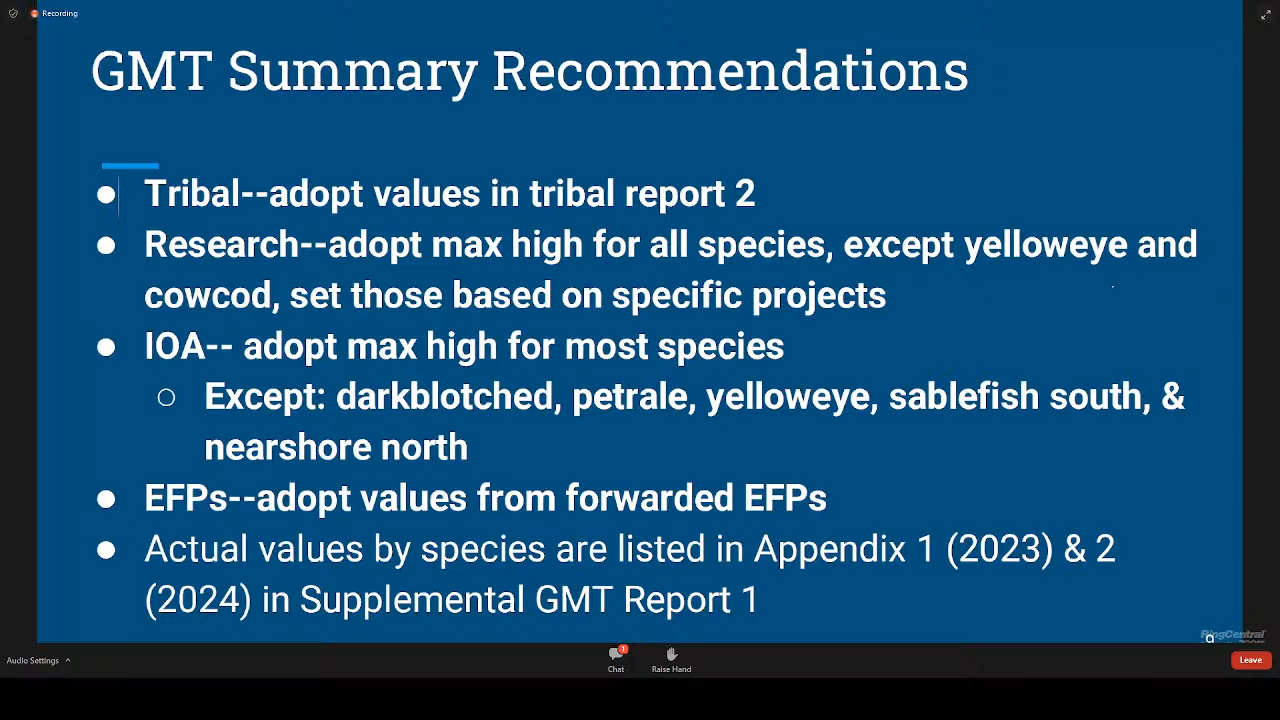 Recording
GMT Summary Recommendations
● Tribal--adopt values in tribal report 2
● Research--adopt max high for all species, except yelloweye and
cowcod, set those based on specific projects
● IOA-- adopt max high for most species
○ Except: darkblotched, petrale, yelloweye, sablefish south, &
nearshore north
● EFPs--adopt values from forwarded EFPs
● Actual values by species are listed in Appendix 1 (2023) & 2
(2024) in Supplemental GMT Report 1
RingCentral
Audio Settings
1
Chat
Raise Hand
Leave